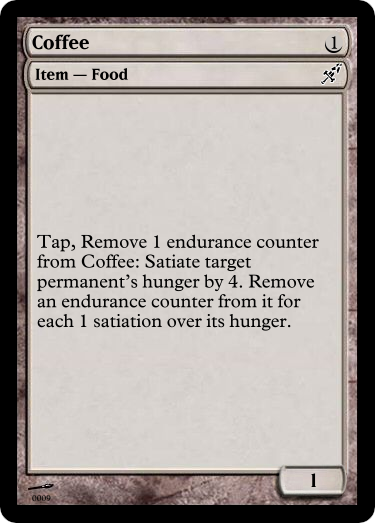 Coffee 1
Item — Food
Tap, Remove 1 endurance counter
from Coffee: Satiate target
permanent's hunger by 4. Remove
an endurance counter from it for
each 1 satiation over its hunger.
1
0009